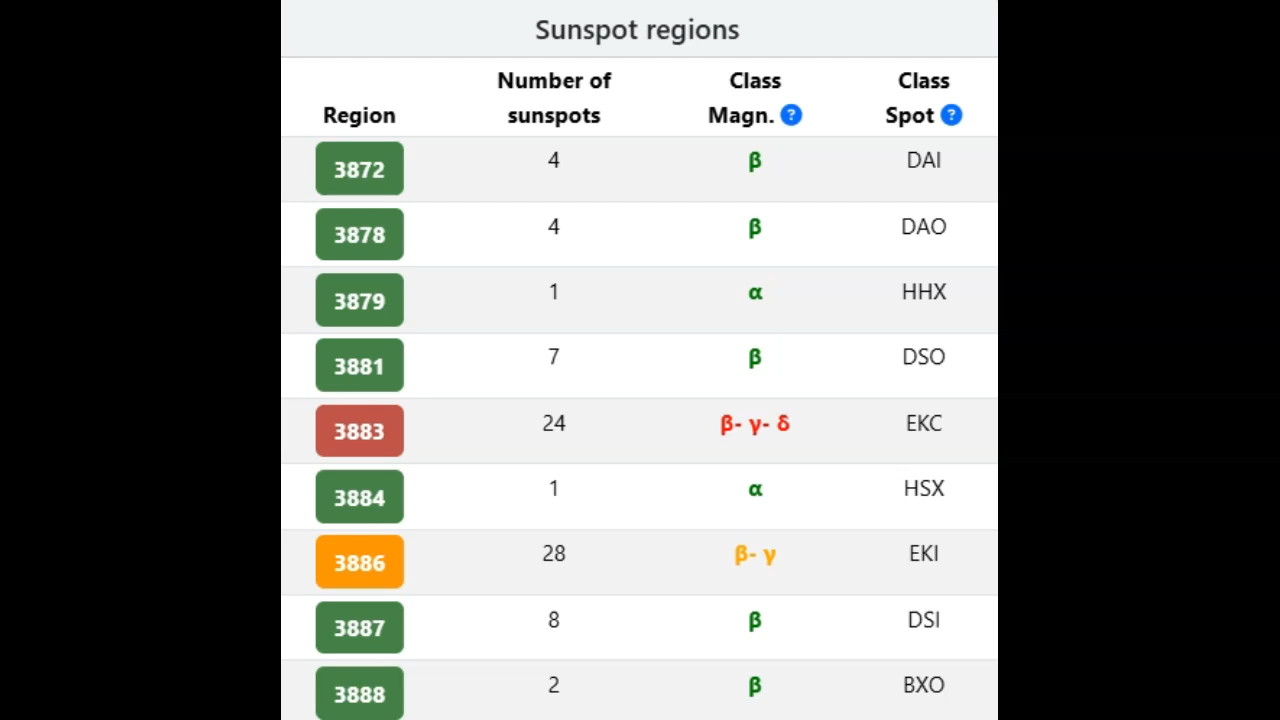 Sunspot regions
Region Number of sunspots Class Magn. ? Class Spot ?
3872 4 β DAI
3878 4 β DAO
3879 1 α HHX
3881 7 β DSO
3883 24 β- γ- δ EKC
3884 1 α HSX
3886 28 β- γ EKI
3887 8 β DSI
3888 2 β BXO